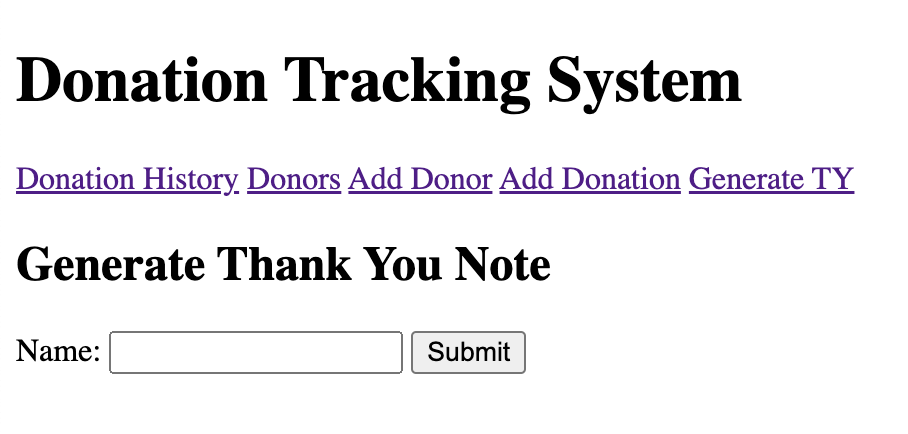 Donation Tracking System
Donation History Donors Add Donor Add Donation Generate TY
Generate Thank You Note
Name: Submit